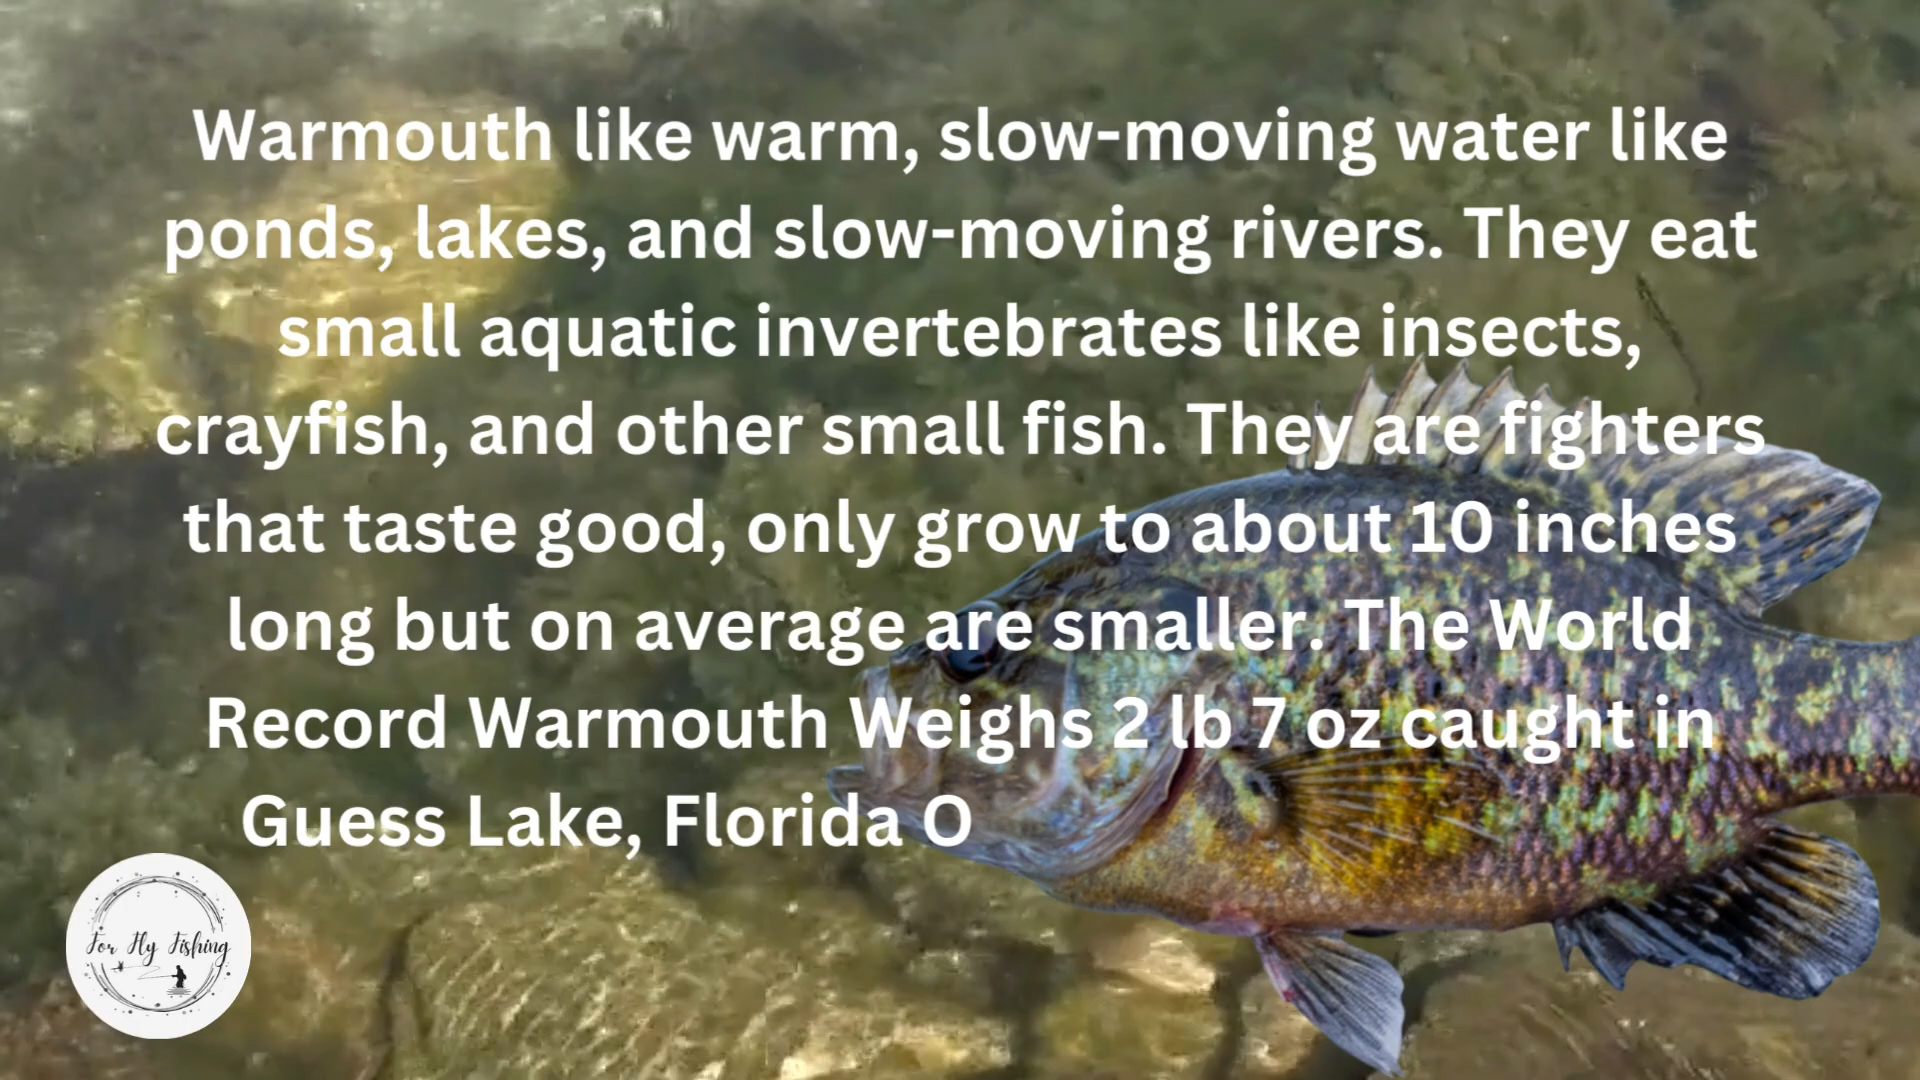 Warmouth like warm, slow-moving water like
ponds, lakes, and slow-moving rivers. They eat
small aquatic invertebrates like insects,
crayfish, and other small fish. They are fighters
that taste good, only grow to about 10 inches
long but on average are smaller. The World
Record Warmouth Weighs 2 lb 7 oz caught in
Guess Lake, Florida O
For Fly Fishing